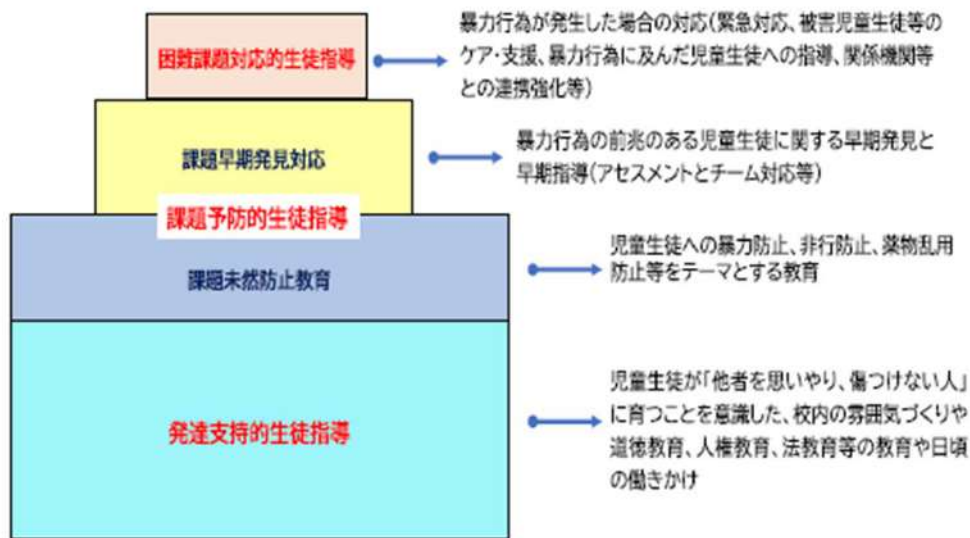 困難課題対応的生徒指導
暴力行為が発生した場合の対応(緊急対応、被害児童生徒等の
ケア・支援、暴力行為に及んだ児童生徒への指導、関係機関等
との連携強化等)
課題早期発見対応
暴力行為の前兆のある児童生徒に関する早期発見と
早期指導(アセスメントとチーム対応等)
課題予防的生徒指導
課題未然防止教育
児童生徒への暴力防止、非行防止、薬物乱用
防止等をテーマとする教育
発達支持的生徒指導
児童生徒が「他者を思いやり、傷つけない人」
に育つことを意識した、校内の雰囲気づくりや
道徳教育、人権教育、法教育等の教育や日頃
の働きかけ